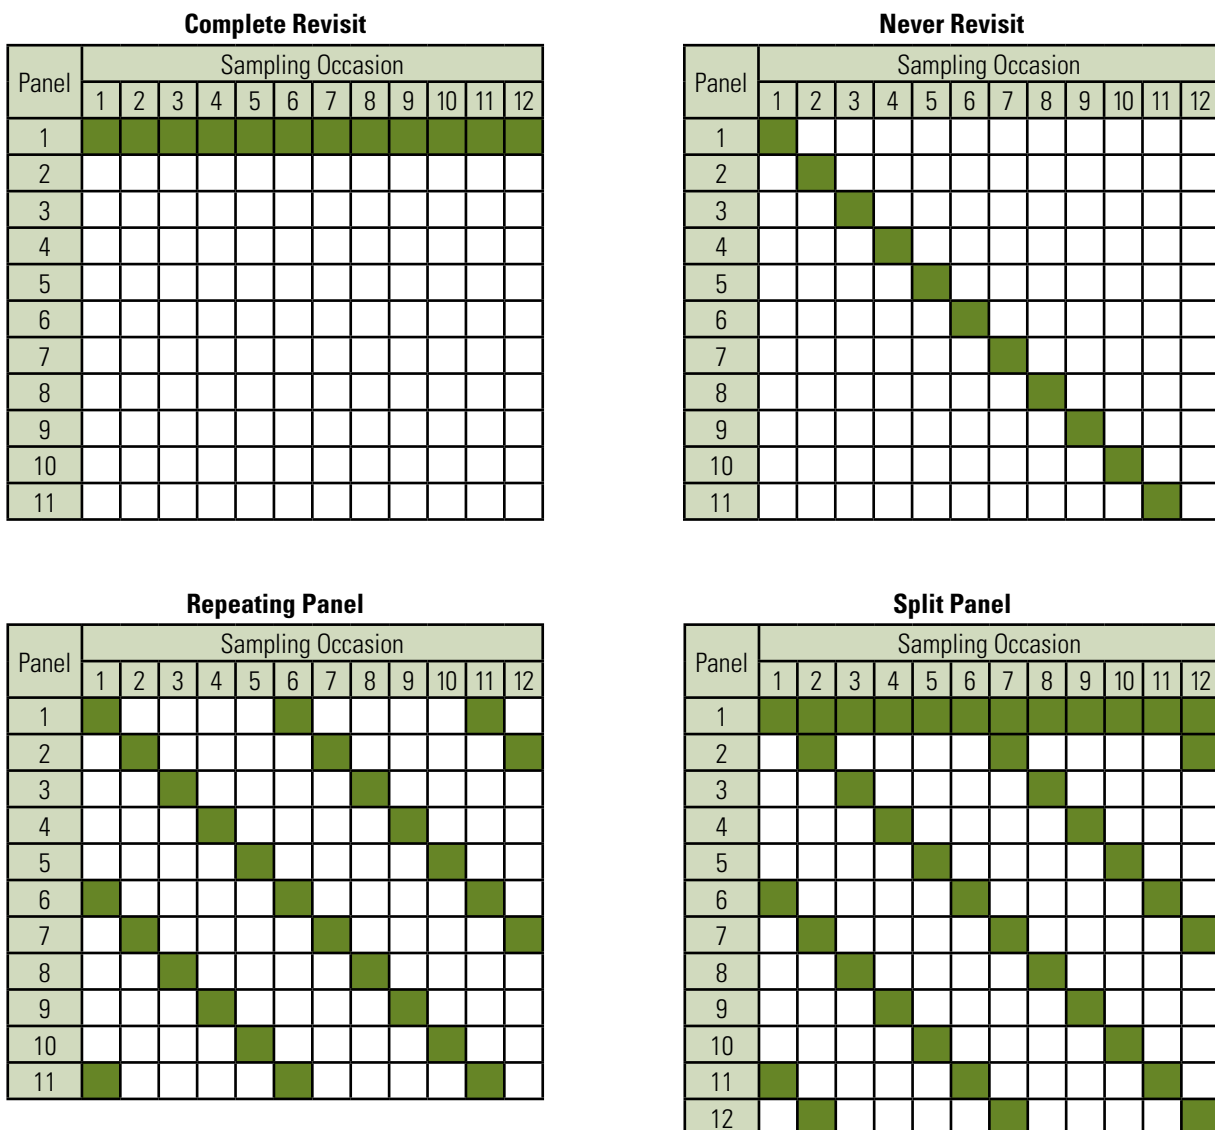 Complete Revisit
Panel
Sampling Occasion
1 2 3 4 5 6 7 8 9 10 11 12
1
2
3
4
5
6
7
8
9
10
11
Never Revisit
Panel
Sampling Occasion
1 2 3 4 5 6 7 8 9 10 11 12
1
2
3
4
5
6
7
8
9
10
11
Repeating Panel
Panel
Sampling Occasion
1 2 3 4 5 6 7 8 9 10 11 12
1
2
3
4
5
6
7
8
9
10
11
Split Panel
Panel
Sampling Occasion
1 2 3 4 5 6 7 8 9 10 11 12
1
2
3
4
5
6
7
8
9
10
11
12